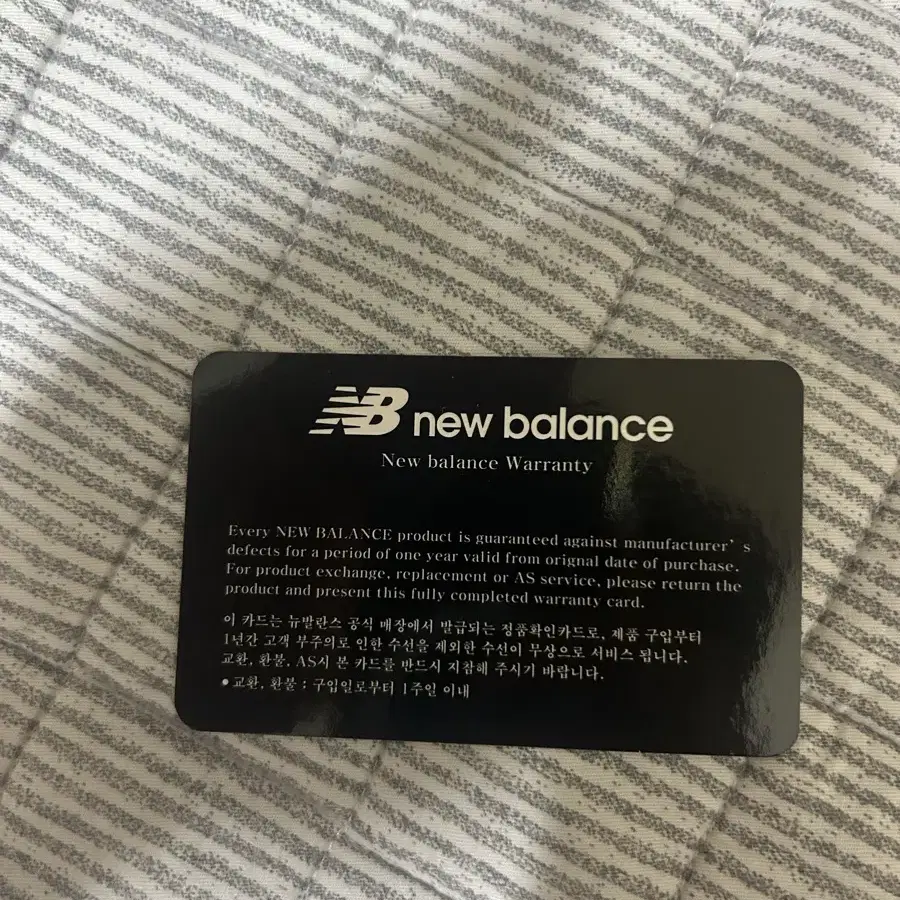 NB new balance
New balance Warranty
Every NEW BALANCE product is guaranteed against manufacturer's
defects for a period of one year valid from orignal date of purchase.
For product exchange, replacement or AS service, please return the
product and present this fully completed warranty card.
이 카드는 뉴발란스 공식 매장에서 발급되는 정품확인카드로, 제품 구입부터
1년간 고객 부주의로 인한 수선을 제외한 수선이 무상으로 서비스 됩니다.
교환, 환불, AS시 본 카드를 반드시 지참해 주시기 바랍니다.
● 교환, 환불 : 구입일로부터 1주일 이내